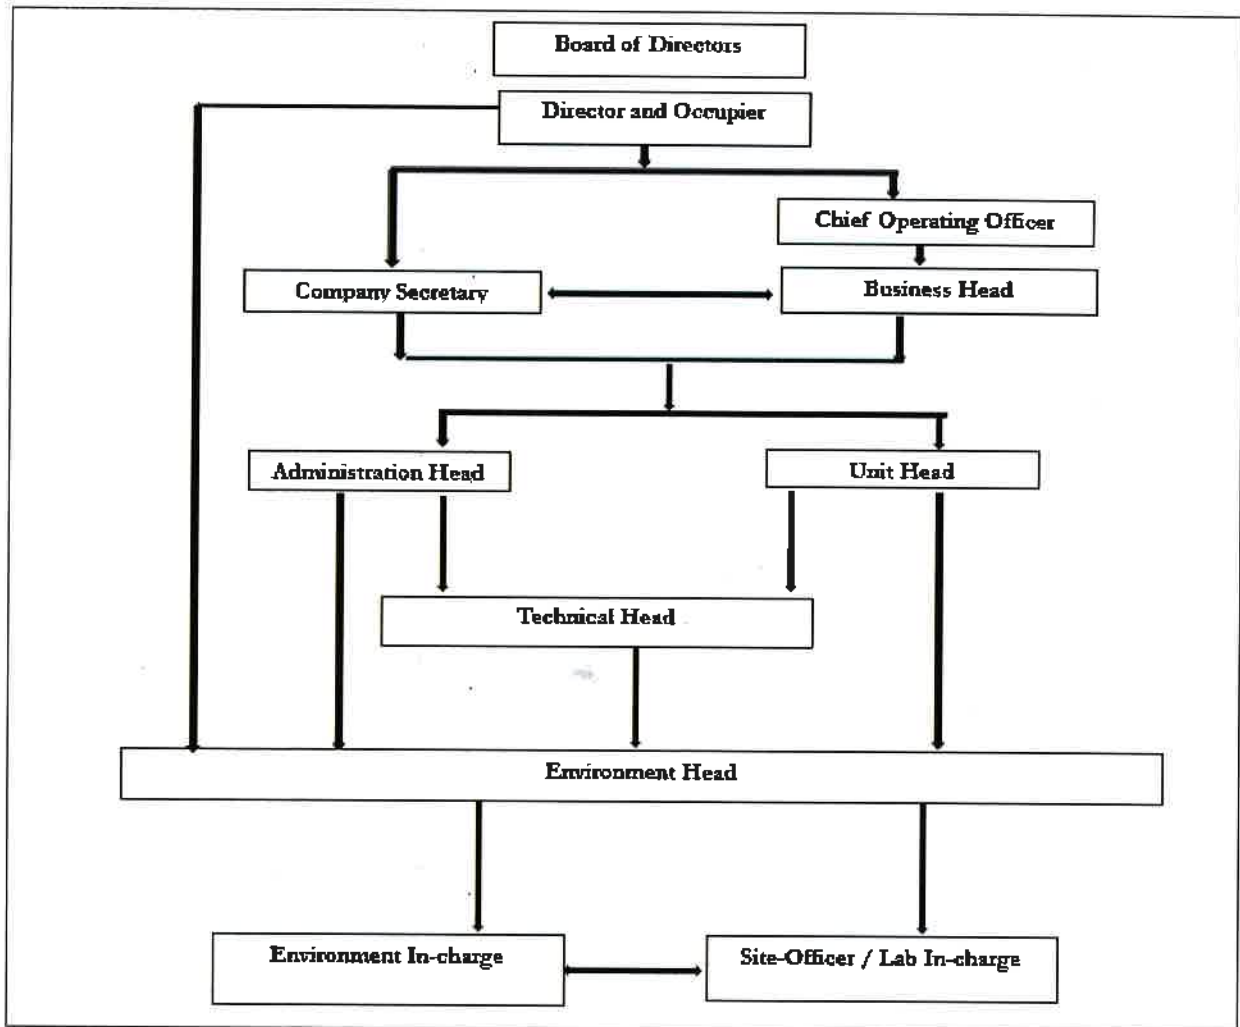 Board of Directors
Director and Occupier
Chief Operating Officer
Company Secretary
Business Head
Administration Head
Unit Head
Technical Head
Environment Head
Environment In-charge
Site-Officer / Lab In-charge